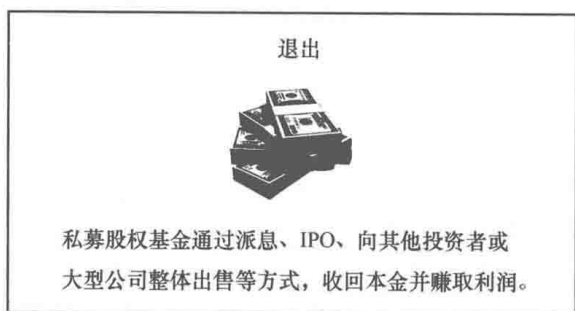 退出
私募股权基金通过派息、IPO、向其他投资者或
大型公司整体出售等方式，收回本金并赚取利润。